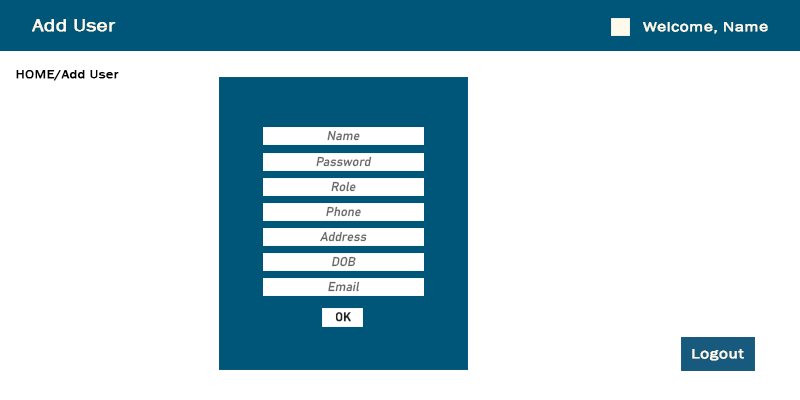 Add User
Welcome, Name
HOME/Add User
Name
Password
Role
Phone
Address
DOB
Email
OK
Logout